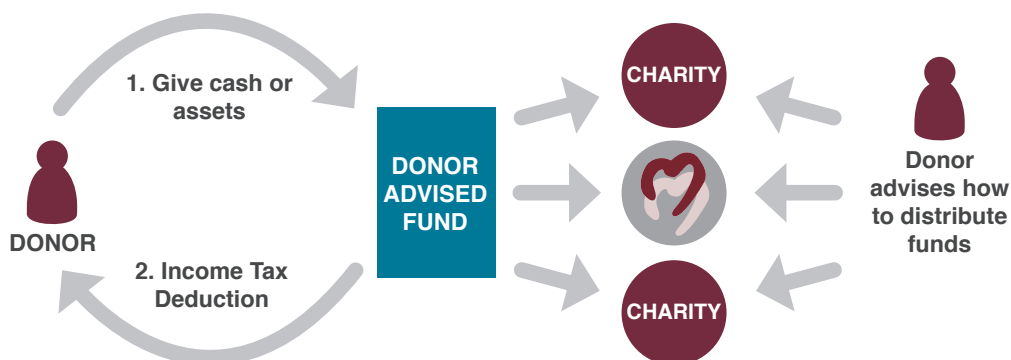 1. Give cash or
assets
DONOR
2. Income Tax
Deduction
DONOR
ADVISED
FUND
CHARITY
CHARITY
Donor
advises how
to distribute
funds